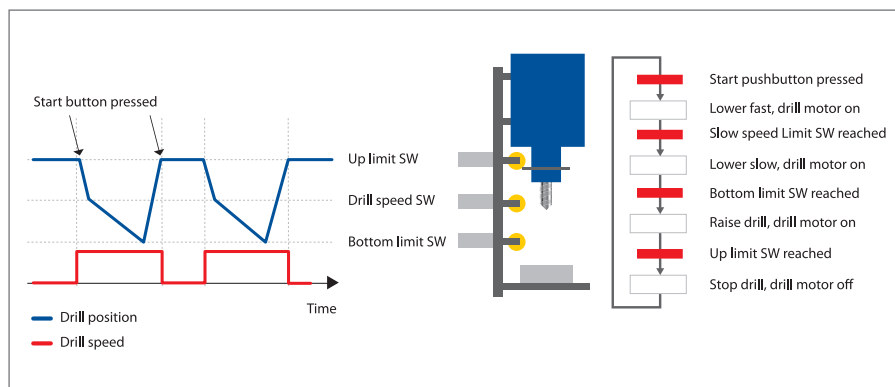 Start button pressed
Up limit SW
Drill speed SW
Bottom limit SW
Time
Drill position
Drill speed
Start pushbutton pressed
Lower fast, drill motor on
Slow speed Limit SW reached
Lower slow, drill motor on
Bottom limit SW reached
Raise drill, drill motor on
Up limit SW reached
Stop drill, drill motor off